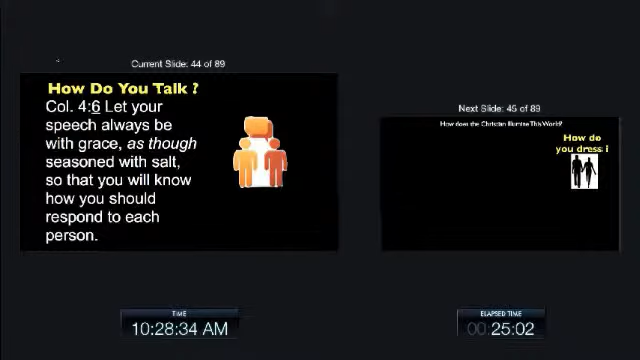 Current Slide: 44 of 89
How Do You Talk ?
Col. 4:6 Let your
speech always be
with grace, as though
seasoned with salt,
so that you will know
how you should
respond to each
person.
Next Slide: 45 of 89
How does the Christian Illumine This World?
How do
you dress i
TIME
10:28:34 AM
ELAPSED TIME
00:25:02